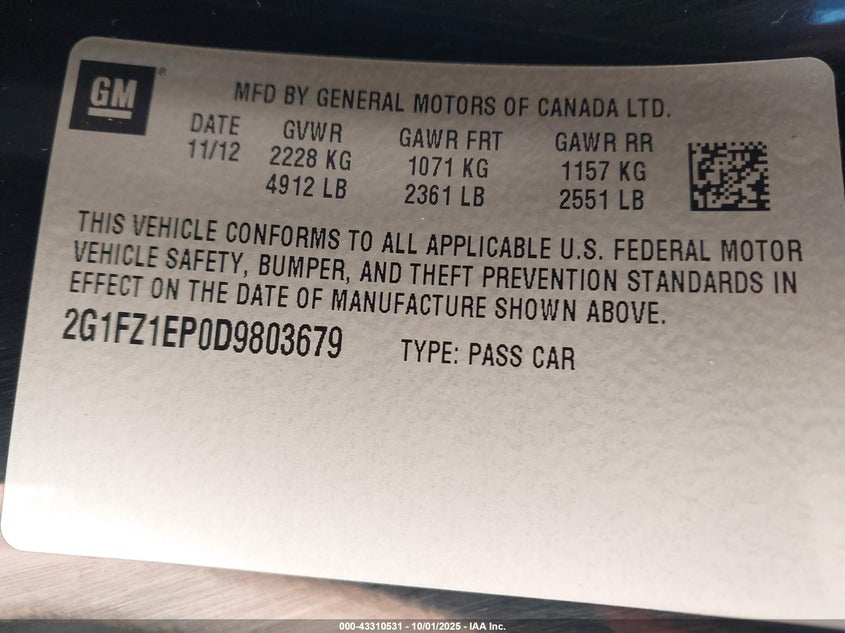 GM®
MFD BY GENERAL MOTORS OF CANADA LTD.
DATE GVWR GAWR FRT GAWR RR
11/12 2228 KG 1071 KG 1157 KG
4912 LB 2361 LB 2551 LB
THIS VEHICLE CONFORMS TO ALL APPLICABLE U.S. FEDERAL MOTOR
VEHICLE SAFETY, BUMPER, AND THEFT PREVENTION STANDARDS IN
EFFECT ON THE DATE OF MANUFACTURE SHOWN ABOVE.
2G1FZ1EP0D9803679 TYPE: PASS CAR
000-43310531 - 10/01/2025 - IAA Inc.